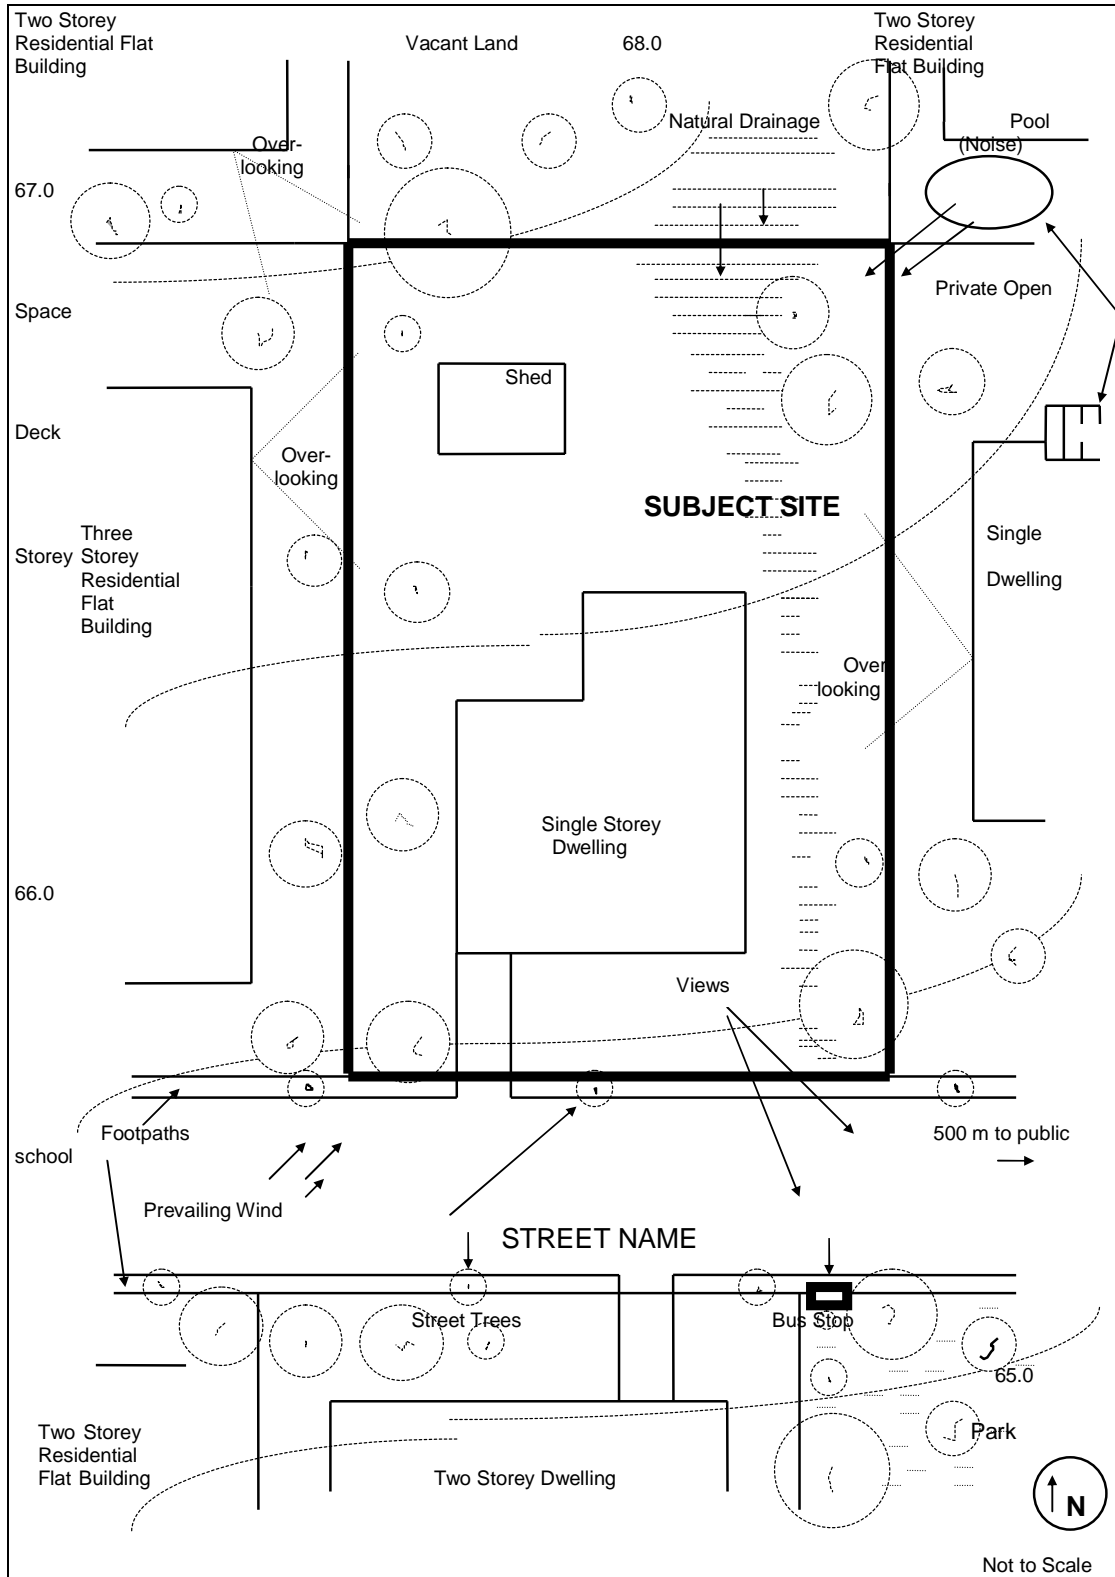 Two Storey
Residential Flat
Building
Vacant Land
68.0
Two Storey
Residential
Flat Building
Natural Drainage
Pool
(Noise)
Over-
looking
67.0
Private Open
Space
Shed
Deck
Over-
looking
SUBJECT SITE
Three
Storey
Storey
Residential
Flat
Building
Single
Dwelling
Over
looking
Single Storey
Dwelling
66.0
Views
Footpaths
500 m to public
school
Prevailing Wind
STREET NAME
Street Trees
Bus Stop
65.0
Park
Two Storey
Residential
Flat Building
Two Storey Dwelling
N
Not to Scale